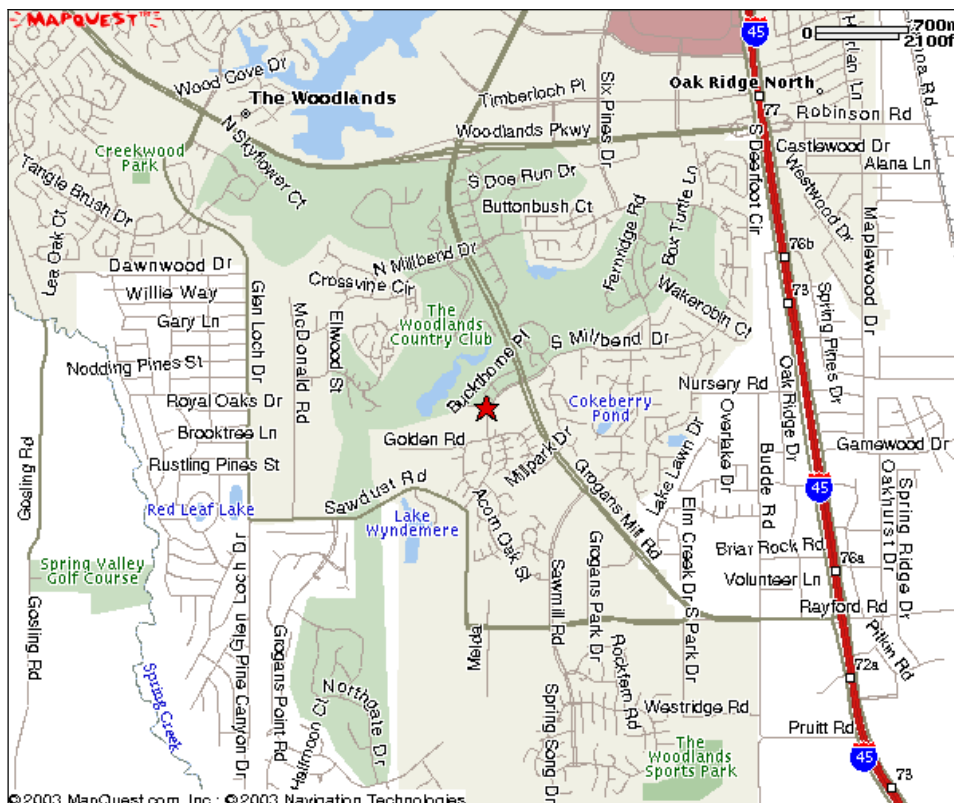 MAPQUEST
45
0
700m
2100ft
Wood Cove Dr
The Woodlands
Timberloch Pl
Six Pines Dr
Oak Ridge North
77
Robinson Rd
N Skyflower Ct
Woodlands Pkwy
Castlewood Dr
Creekwood
Park
S Deerfoot Cir
Westwood Dr
Alana Ln
Tangle Brush Dr
S Doe Run Dr
Buttonbush Ct
Box Turtle Ln
Ferntidge Rd
Maplewood Dr
Lea Oak Ct
N Millbend Dr
76b
Dawnwood Dr
Crossvine Cir
Wakerobin Ct
73
Willie Way
Glen Loch Dr
McDonald Rd
Ellwood St
The
Woodlands
Country Club
Spring Pines Dr
Gary Ln
Buckthorne Pl
S Millbend Dr
Nodding Pines St
Nursery Rd
Oak Ridge Dr
Royal Oaks Dr
Cokeberry
Pond
Overlake Dr
Brooktree Ln
Golden Rd
Millpark Dr
Lake Lawn Dr
Budde Rd
Gamewood Dr
Gosling Rd
Rustling Pines St
Sawdust Rd
Grogans Mill Rd
Oakhurst Dr
Spring Ridge Dr
45
Red Leaf Lake
Lake
Wyndemere
Acorn Oak St
Elm Creek Dr
Briar Rock Rd
76a
Spring Valley
Golf Course
Sawmill Rd
Grogans Park Dr
Volunteer Ln
Gosling Rd
Glen Loch Dr
Rayford Rd
S Park Dr
Pitkin Rd
Spring Creek
Pine Canyon Dr
Grogans Point Rd
Rockfern Rd
72a
Northgate Dr
Hallmoon Ct
Spring Song Dr
Westridge Rd
Pruitt Rd
The
Woodlands
Sports Park
45
73
©2003 MapQuest.com, Inc.; ©2003 Navigation Technologies